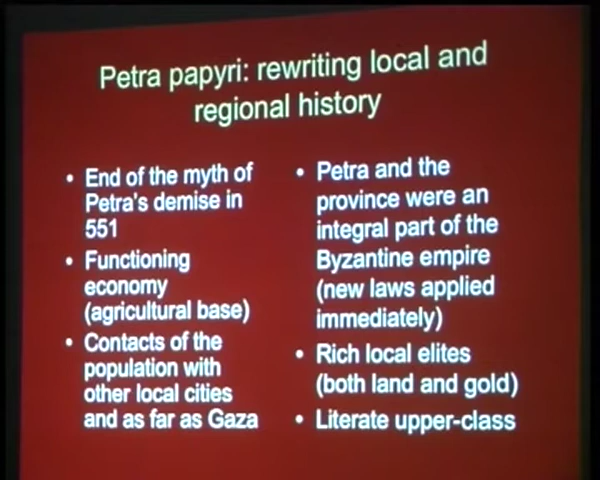 Petra papyri: rewriting local and
regional history
• End of the myth of
Petra's demise in
551
• Functioning
economy
(agricultural base)
• Contacts of the
population with
other local cities
and as far as Gaza
• Petra and the
province were an
integral part of the
Byzantine empire
(new laws applied
immediately)
• Rich local elites
(both land and gold)
• Literate upper-class